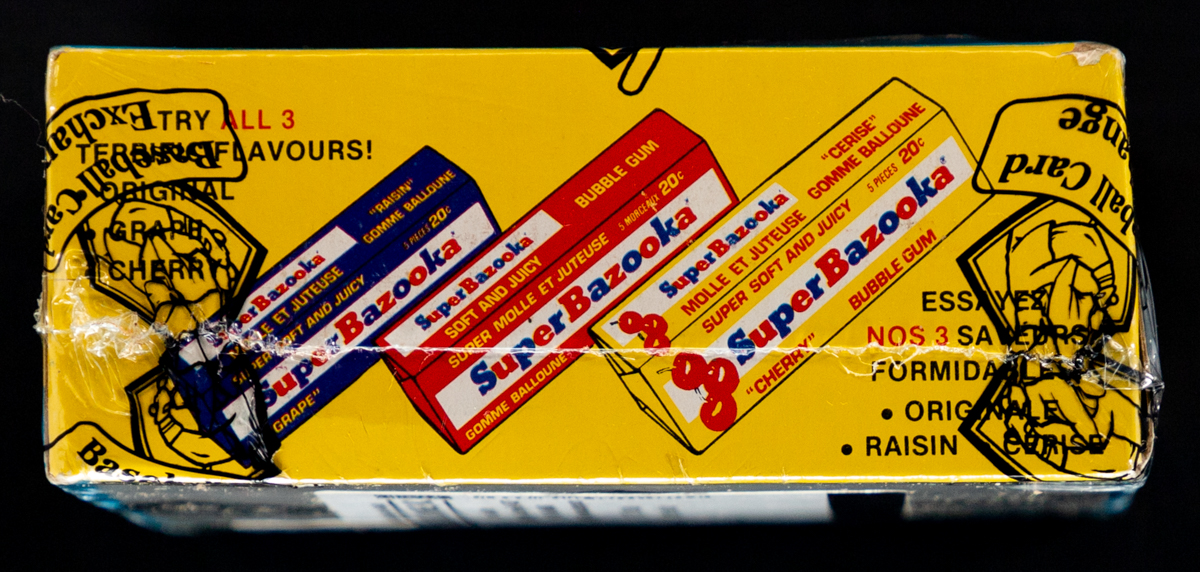 TRY ALL 3
TERRIFIC FLAVOURS!
ORIGINAL
GRAPE
CHERRY
"RAISIN"
GOMME BALLOUNE
5 PIECES 20¢
Bazooka
ET JUTEUSE
SUPER SOFT AND JUICY
Super Bazooka
GRAPE"
BUBBLE GUM
5 MORCEAUX 20¢
Super Bazooka
SOFT AND JUICY
SUPER MOLLE ET JUTEUSE
Super Bazooka
GOMME BALLOUNE
"CERISE"
GOMME BALLOUNE
5 PIECES 20¢
Super Bazooka
MOLLE ET JUTEUSE
SUPER SOFT AND JUICY
Super Bazooka
"CHERRY" BUBBLE GUM
ESSAYEZ
NOS 3 SAVEURS
FORMIDABLES
• ORIGINALE
• RAISIN CERISE
Baseball Card
Exchange
ball Card
ange